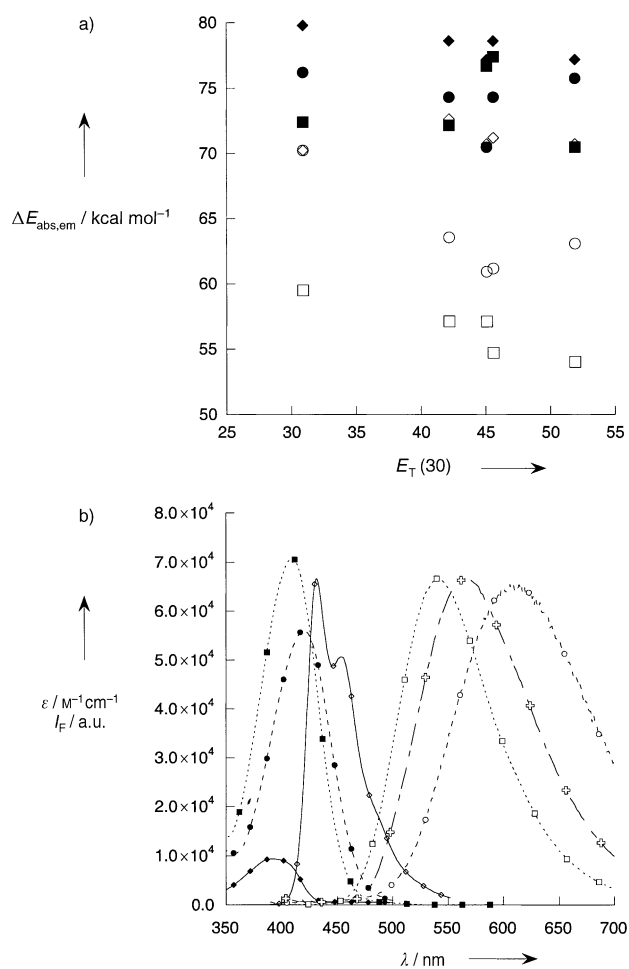 a)
80
75
70
ΔE_abs,em / kcal mol⁻¹
65
60
55
50
25 30 35 40 45 50 55
E_T (30)
b)
8.0×10⁴
7.0×10⁴
6.0×10⁴
5.0×10⁴
ε / M⁻¹cm⁻¹
I_F / a.u.
4.0×10⁴
3.0×10⁴
2.0×10⁴
1.0×10⁴
0.0
350 400 450 500 550 600 650 700
λ / nm